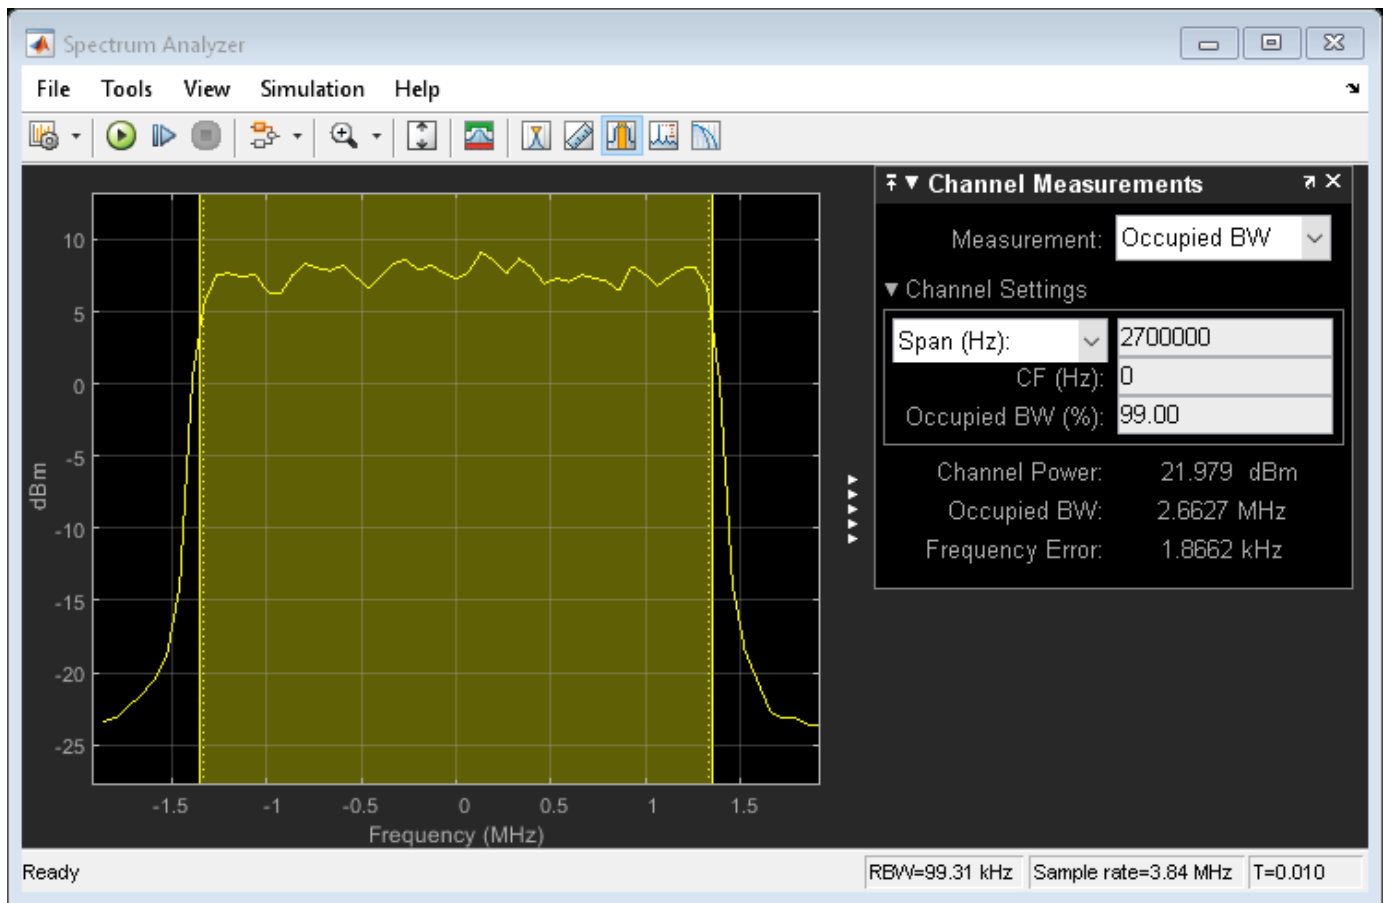 Spectrum Analyzer
File Tools View Simulation Help
Channel Measurements
Measurement: Occupied BW
Channel Settings
Span (Hz): 2700000
CF (Hz): 0
Occupied BW (%): 99.00
Channel Power: 21.979 dBm
Occupied BW: 2.6627 MHz
Frequency Error: 1.8662 kHz
10
5
0
-5
-10
-15
-20
-25
dBm
-1.5 -1 -0.5 0 0.5 1 1.5
Frequency (MHz)
Ready RBW=99.31 kHz Sample rate=3.84 MHz T=0.010